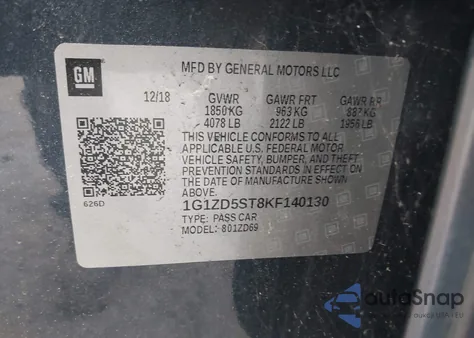 GM
MFD BY GENERAL MOTORS LLC
12/18 GVWR GAWR FRT GAWR RR
1850 KG 963 KG 887 KG
4078 LB 2122 LB 1956 LB
THIS VEHICLE CONFORMS TO ALL
APPLICABLE U.S. FEDERAL MOTOR
VEHICLE SAFETY, BUMPER, AND THEFT
PREVENTION STANDARDS IN EFFECT ON
THE DATE OF MANUFACTURE SHOWN
ABOVE.
626D
1G1ZD5ST8KF140130
TYPE: PASS CAR
MODEL: 801ZD69
autoSnap